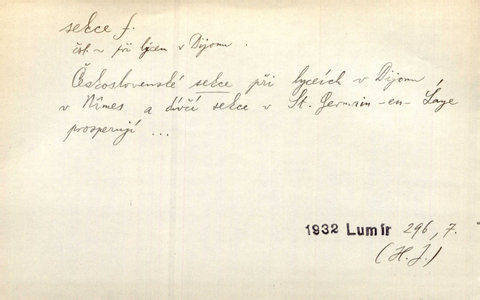 sekce f.
čsl. ~ při lyceu v Dijonu.
Československé sekce při lyceích v Dijonu,
v Nîmes a dívčí sekce v St. Germain-en-Laye
prosperují ...
1932 Lumír 296, 7.
(H. J.)